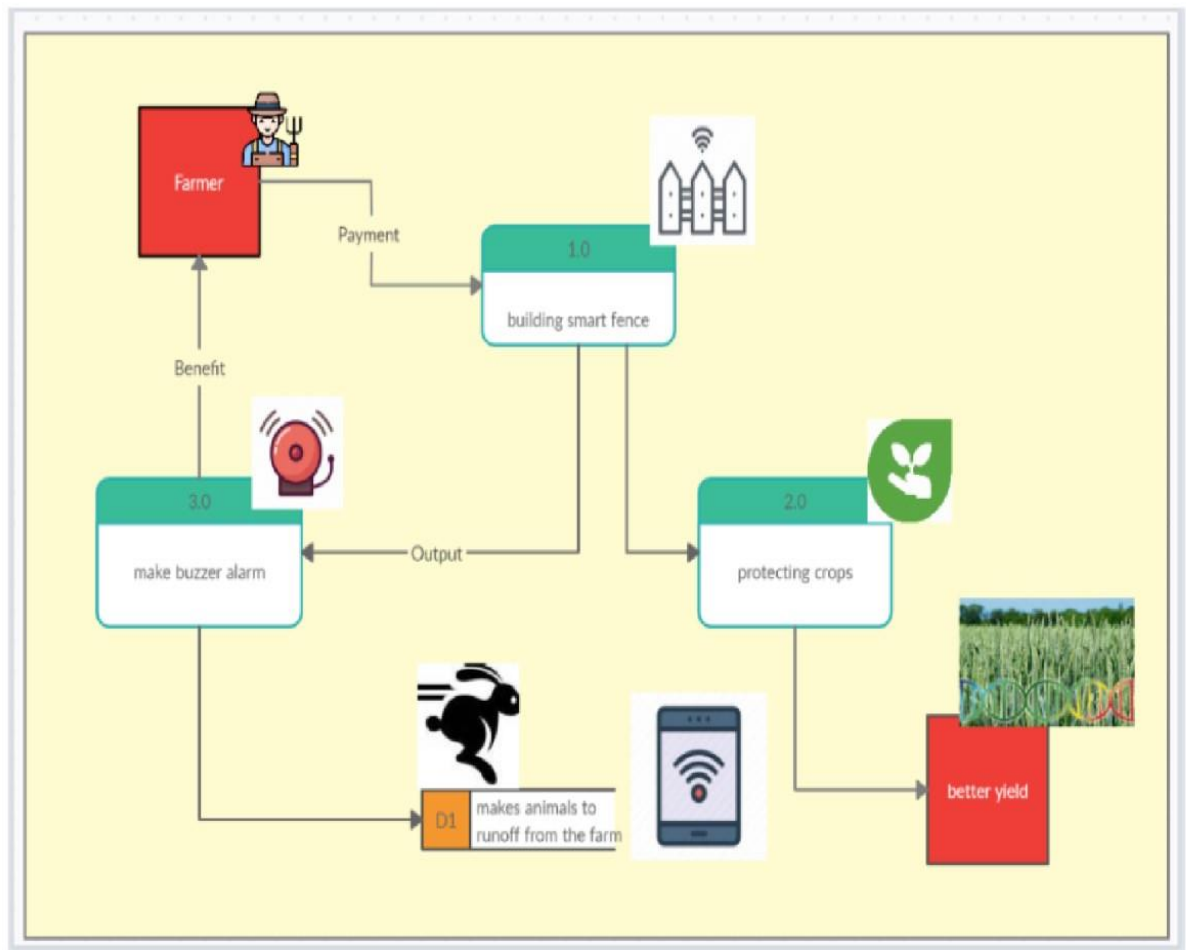 Farmer
Payment
1.0
building smart fence
Benefit
3.0
make buzzer alarm
Output
2.0
protecting crops
D1
makes animals to
runoff from the farm
better yield